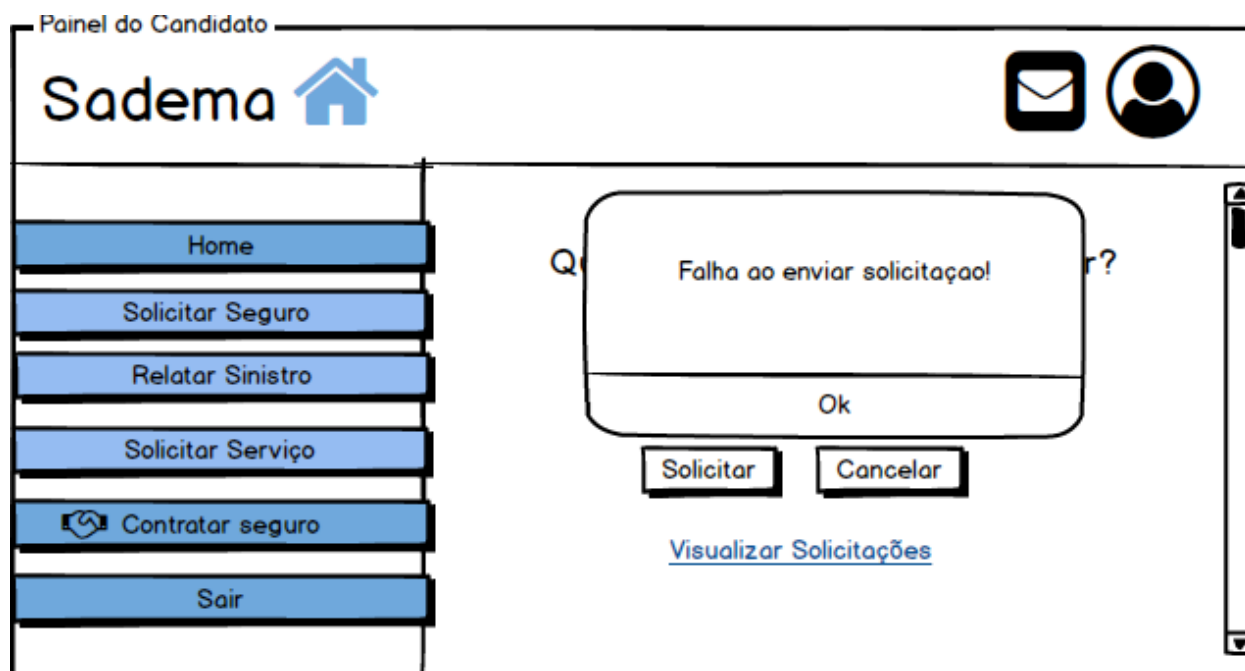 Painel do Candidato
Sadema
Home
Solicitar Seguro
Relatar Sinistro
Solicitar Serviço
Contratar seguro
Sair
Falha ao enviar solicitaçao!
Ok
Solicitar
Cancelar
Visualizar Solicitações